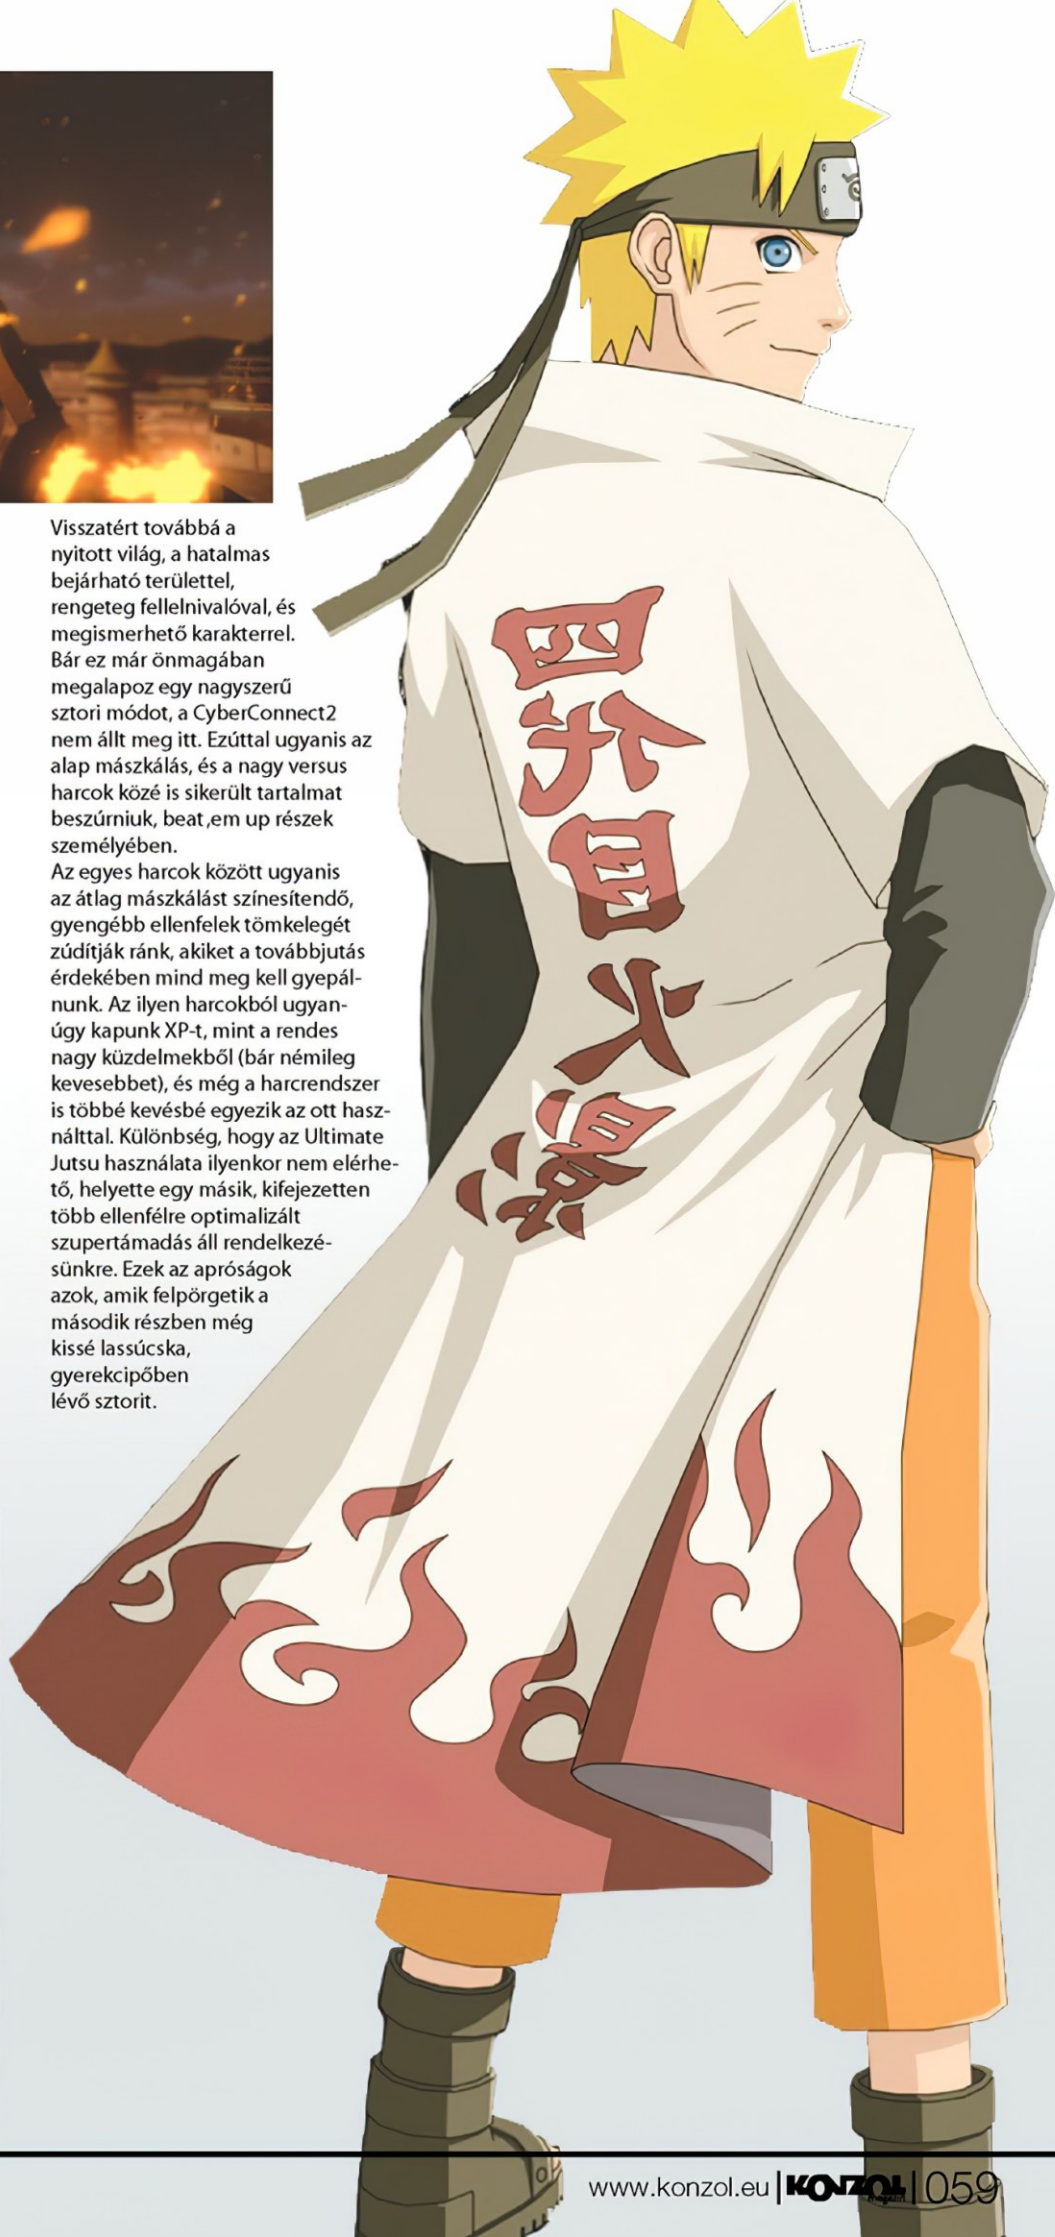 Visszatért továbbá a
nyitott világ, a hatalmas
bejárható területtel,
rengeteg fellelnivalóval, és
megismerhető karakterrel.
Bár ez már önmagában
megalapoz egy nagyszerű
sztori módot, a CyberConnect2
nem állt meg itt. Ezúttal ugyanis az
alap mászkálás, és a nagy versus
harcok közé is sikerült tartalmat
beszúrniuk, beat ‚em up részek
személyében.
Az egyes harcok között ugyanis
az átlag mászkálást színesítendő,
gyengébb ellenfelek tömkelegét
zúdítják ránk, akiket a továbbjutás
érdekében mind meg kell gyepál-
nunk. Az ilyen harcokból ugyan-
úgy kapunk XP-t, mint a rendes
nagy küzdelmekből (bár némileg
kevesebbet), és még a harcrendszer
is többé kevésbé egyezik az ott hasz-
nálttal. Különbség, hogy az Ultimate
Jutsu használata ilyenkor nem elérhe-
tő, helyette egy másik, kifejezetten
több ellenfélre optimalizált
szupertámadás áll rendelkezé-
sünkre. Ezek az apróságok
azok, amik felpörgetik a
második részben még
kissé lassúcska,
gyerekcipőben
lévő sztorit.
四代目火影
www.konzol.eu | KONZOL | 059